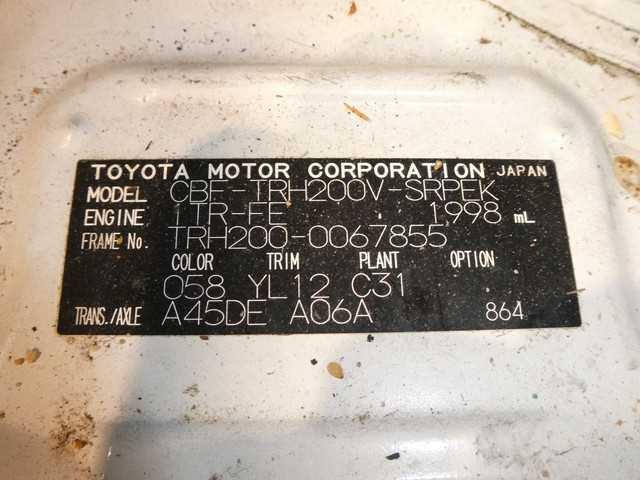 TOYOTA MOTOR CORPORATION JAPAN
MODEL CBF-TRH200V-SRPEK
ENGINE 1TR-FE 1998 mL
FRAME No. TRH200-0067855
COLOR TRIM PLANT OPTION
058 YL12 C31
TRANS./AXLE A45DE A06A 864